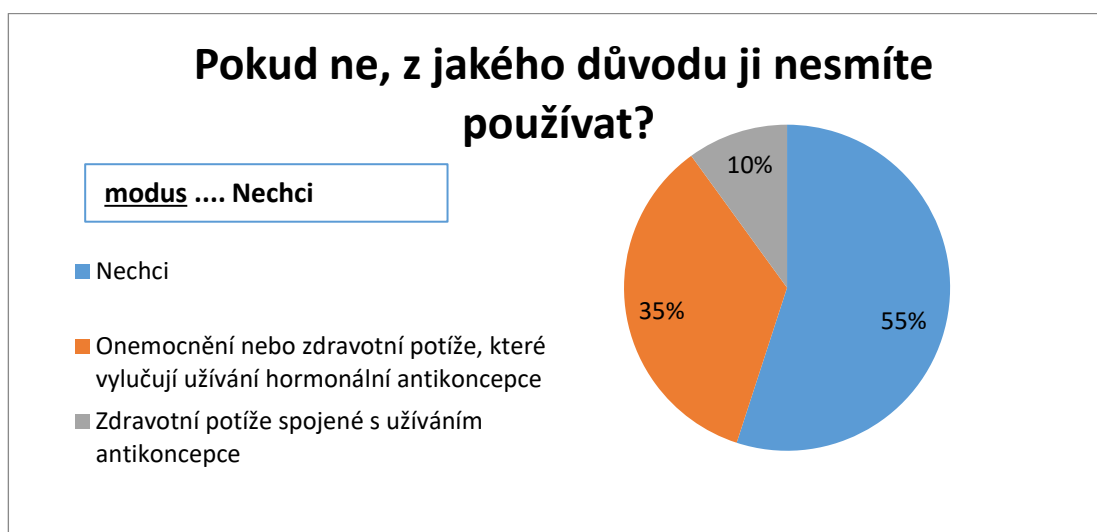 Pokud ne, z jakého důvodu ji nesmíte
používat?
modus .... Nechci
Nechci
Onemocnění nebo zdravotní potíže, které
vylučují užívání hormonální antikoncepce
Zdravotní potíže spojené s užíváním
antikoncepce
10%
35%
55%